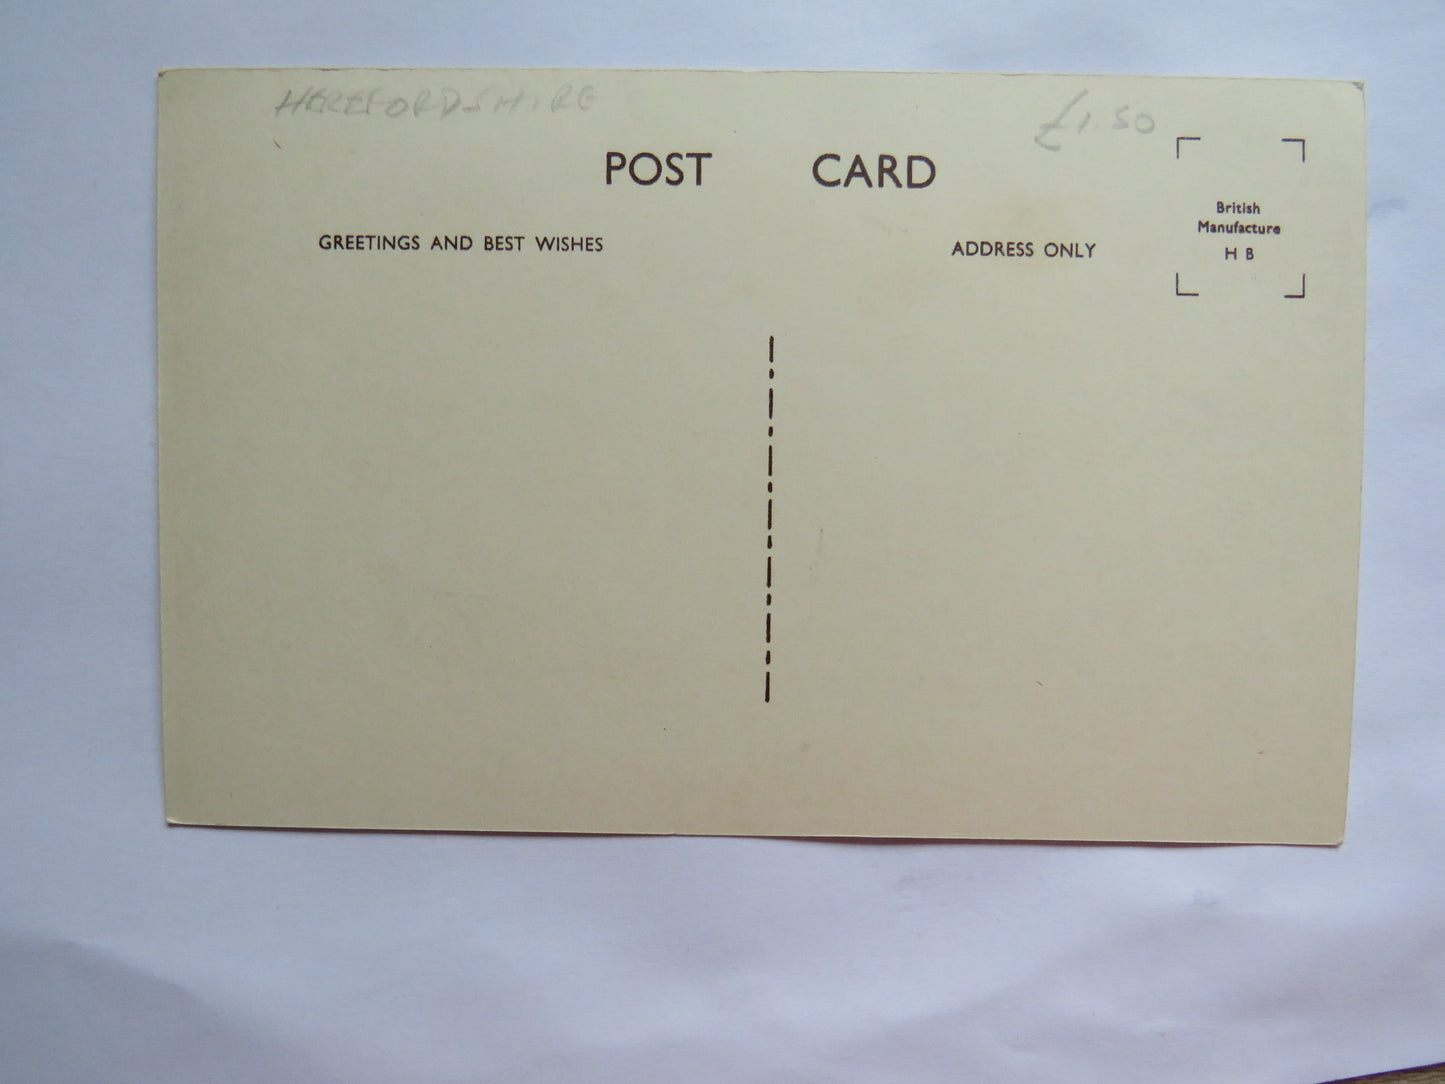 HEREFORDSHIRE
£1.50
POST CARD
British
Manufacture
H B
GREETINGS AND BEST WISHES
ADDRESS ONLY